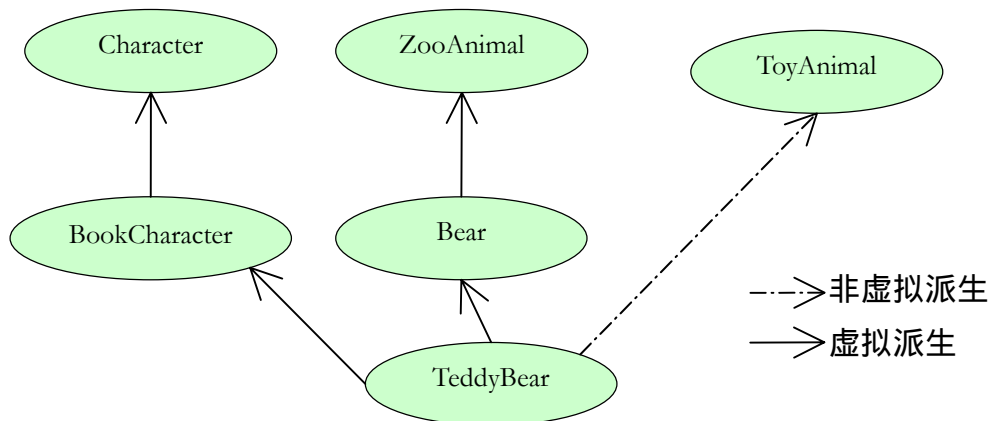 Character
ZooAnimal
ToyAnimal
BookCharacter
Bear
非虚拟派生
虚拟派生
TeddyBear